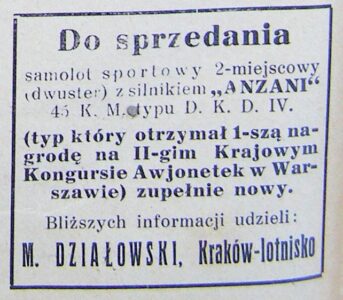 Do sprzedania
samolot sportowy 2-miejscowy
(dwuster) z silnikiem „ANZANI"
45 K. M. typu D. K. D. IV.
(typ który otrzymał 1-szą na-
grodę na II-gim Krajowym
Kongursie Awjonetek w War-
szawie) zupełnie nowy.
Bliższych informacji udzieli:
M. DZIAŁOWSKI, Kraków-lotnisko